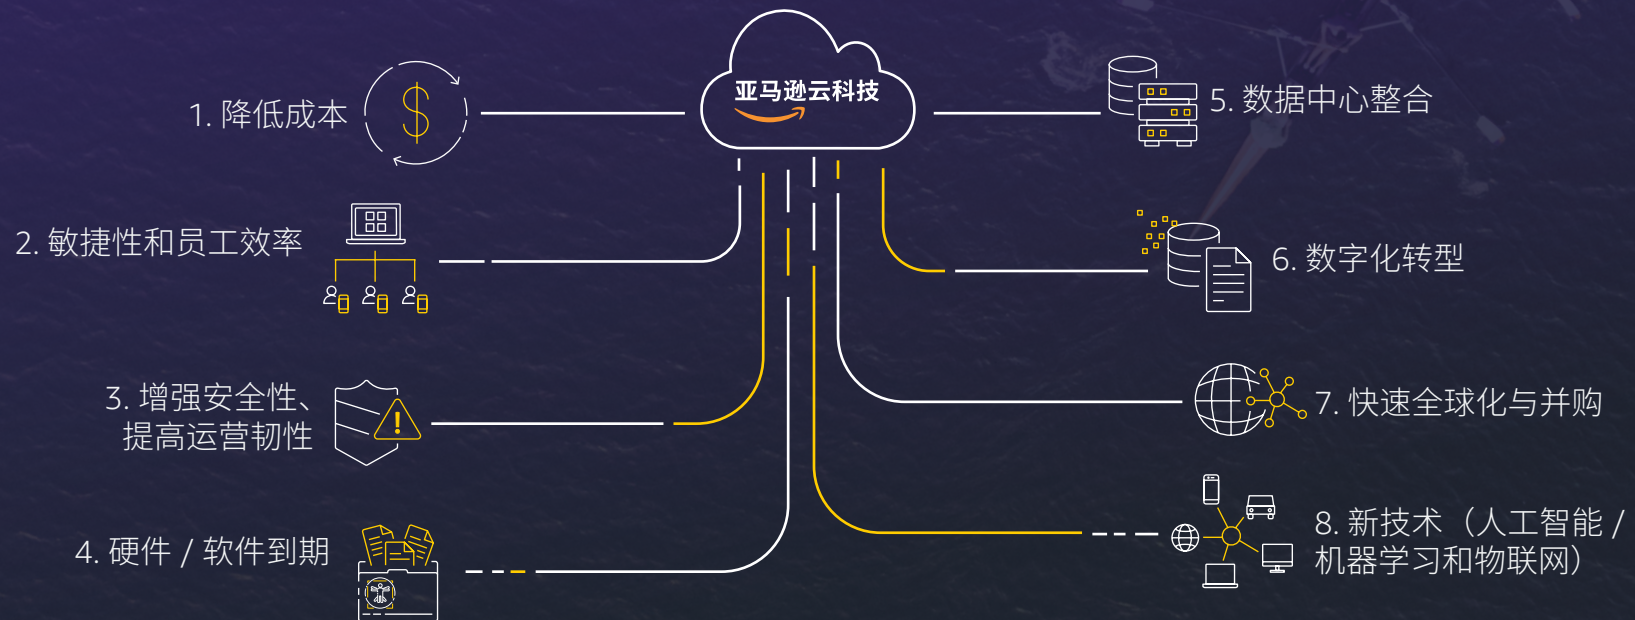 亚马逊云科技
1. 降低成本
2. 敏捷性和员工效率
3. 增强安全性、
提高运营韧性
4. 硬件 / 软件到期
5. 数据中心整合
6. 数字化转型
7. 快速全球化与并购
8. 新技术（人工智能 /
机器学习和物联网）